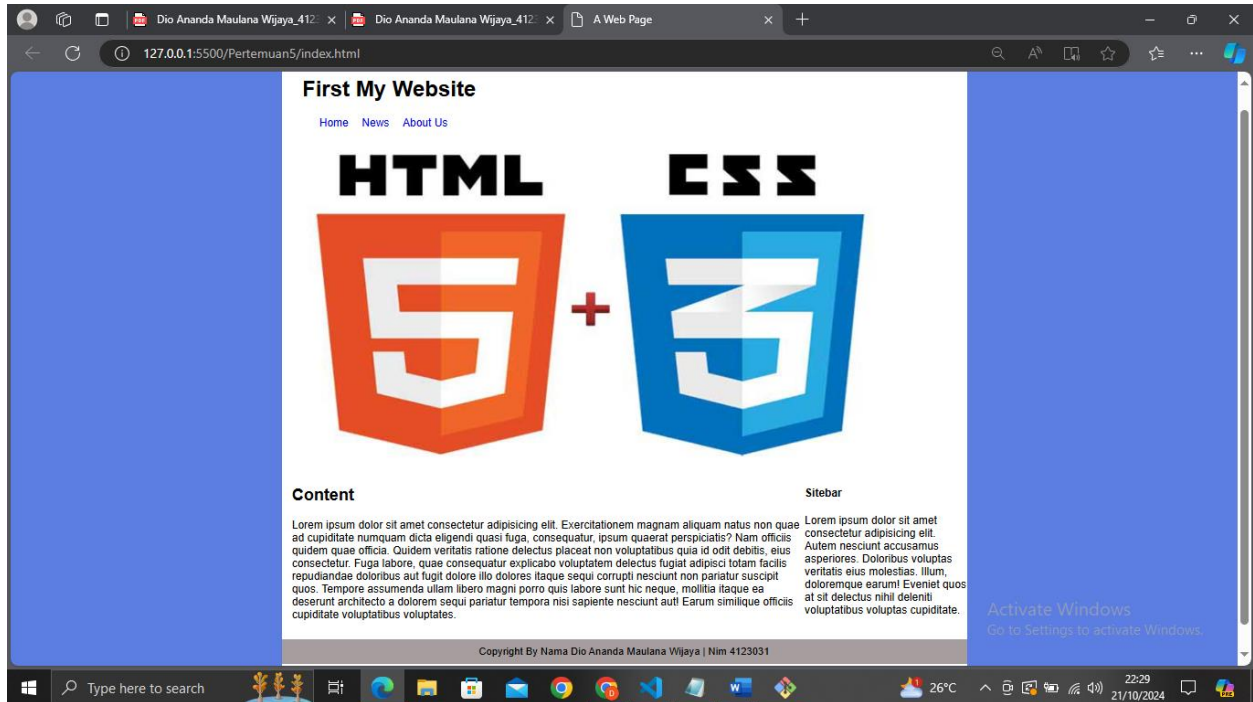 Dio Ananda Maulana Wijaya_412
Dio Ananda Maulana Wijaya_412
A Web Page
127.0.0.1:5500/Pertemuan5/index.html
First My Website
Home News About Us
HTML CSS
5 + 3
Content
Lorem ipsum dolor sit amet consectetur adipisicing elit. Exercitationem magnam aliquam natus non quae
ad cupiditate numquam dicta eligendi quasi fuga, consequatur, ipsum quaerat perspiciatis? Nam officiis
quidem quae officia. Quidem veritatis ratione delectus placeat non voluptatibus quia id odit debitis, eius
consectetur. Fuga labore, quae consequatur explicabo voluptatem delectus fugiat adipisci totam facilis
repudiandae doloribus aut fugit dolore illo dolores itaque sequi corrupti nesciunt non pariatur suscipit
quos. Tempore assumenda ullam libero magni porro quis labore sunt hic neque, mollitia itaque ea
deserunt architecto a dolorem sequi pariatur tempora nisi sapiente nesciunt aut! Earum similique officiis
cupiditate voluptatibus voluptates.
Sitebar
Lorem ipsum dolor sit amet
consectetur adipisicing elit.
Autem nesciunt accusamus
asperiores. Doloribus voluptas
veritatis eius molestias. Illum,
doloremque earum! Eveniet quos
at sit delectus nihil deleniti
voluptatibus voluptas cupiditate.
Activate Windows
Go to Settings to activate Windows.
Copyright By Nama Dio Ananda Maulana Wijaya | Nim 4123031
Type here to search
26°C
22:29
21/10/2024